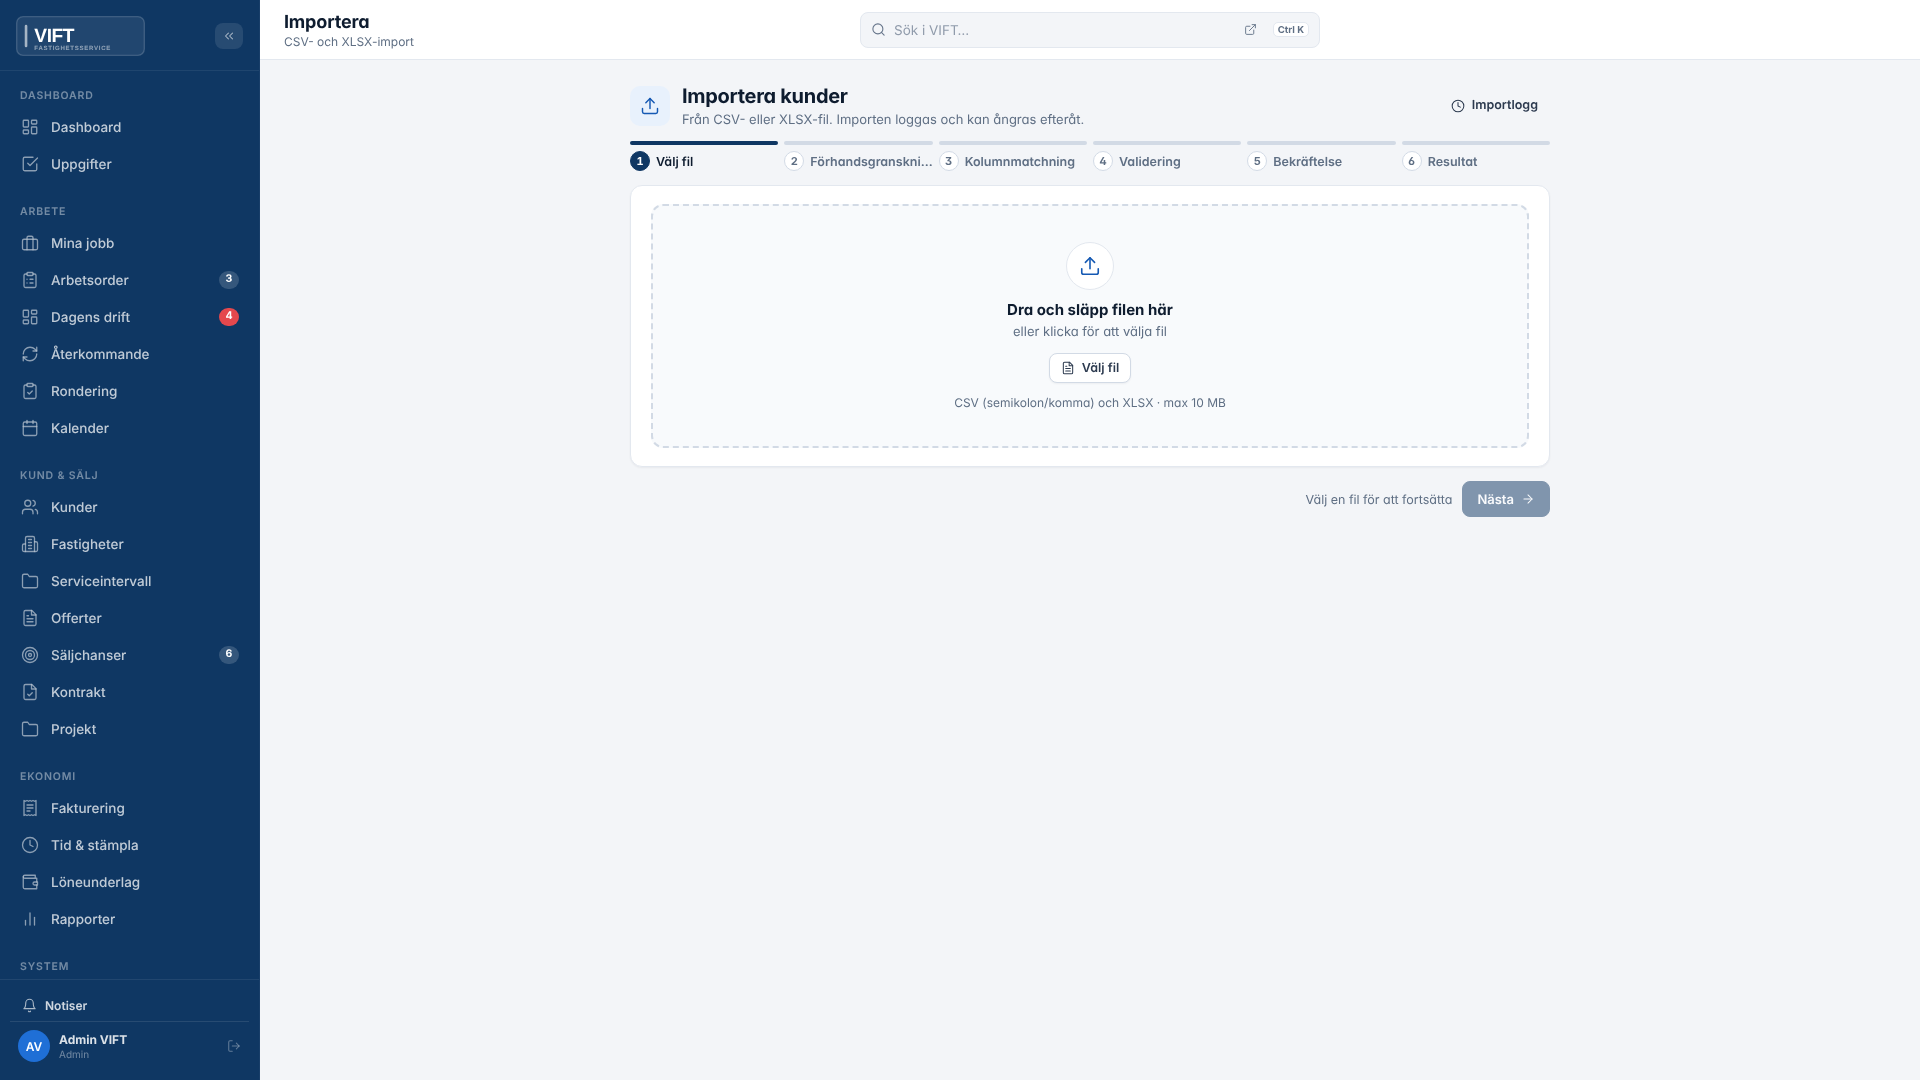 VIFT
FASTIGHETSSERVICE
DASHBOARD
Dashboard
Uppgifter
ARBETE
Mina jobb
Arbetsorder 3
Dagens drift 4
Återkommande
Rondering
Kalender
KUND & SÄLJ
Kunder
Fastigheter
Serviceintervall
Offerter
Säljchanser 6
Kontrakt
Projekt
EKONOMI
Fakturering
Tid & stämpla
Löneunderlag
Rapporter
SYSTEM
Notiser
AV
Admin VIFT
Admin
Importera
CSV- och XLSX-import
Sök i VIFT... Ctrl K
Importera kunder
Från CSV- eller XLSX-fil. Importen loggas och kan ångras efteråt.
Importlogg
1 Välj fil
2 Förhandsgranskni...
3 Kolumnmatchning
4 Validering
5 Bekräftelse
6 Resultat
Dra och släpp filen här
eller klicka för att välja fil
Välj fil
CSV (semikolon/komma) och XLSX · max 10 MB
Välj en fil för att fortsätta
Nästa